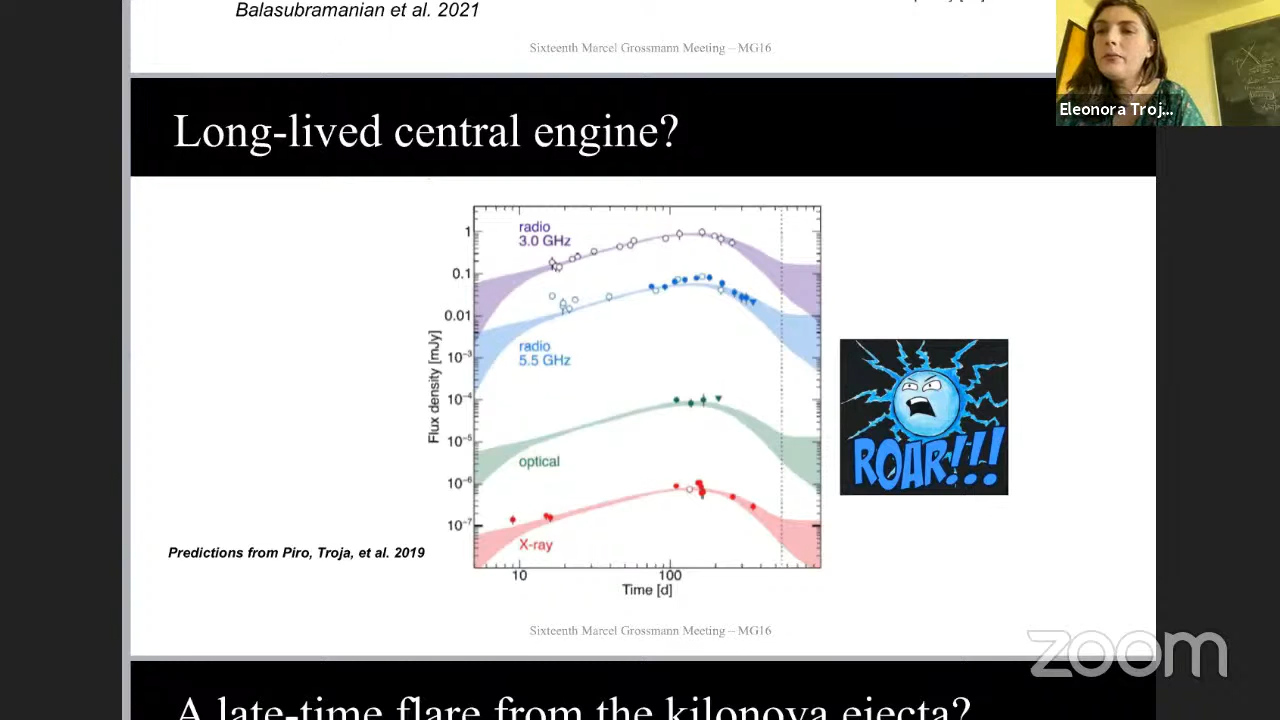 Balasubramanian et al. 2021
Sixteenth Marcel Grossmann Meeting – MG16
Eleonora Troj...
Long-lived central engine?
radio
3.0 GHz
1
0.1
0.01
radio
5.5 GHz
10⁻³
10⁻⁴
10⁻⁵
optical
10⁻⁶
10⁻⁷
X-ray
Flux density [mJy]
10
100
Time [d]
ROAR!!!
Predictions from Piro, Troja, et al. 2019
Sixteenth Marcel Grossmann Meeting – MG16
zoom
A late-time flare from the kilonova ejecta?